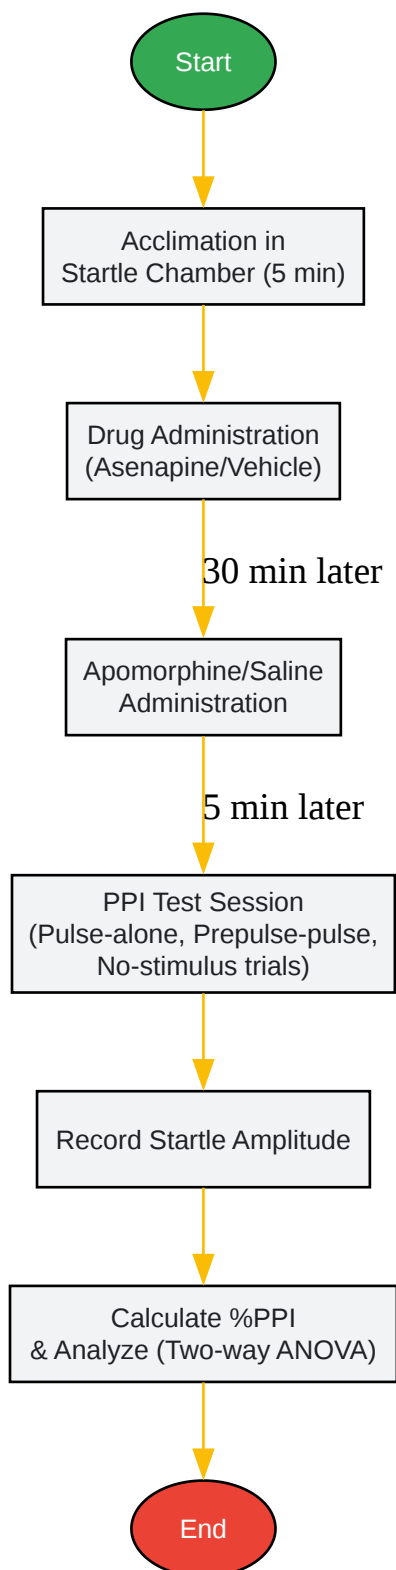 Start
Acclimation in
Startle Chamber (5 min)
Drug Administration
(Asenapine/Vehicle)
30 min later
Apomorphine/Saline
Administration
5 min later
PPI Test Session
(Pulse-alone, Prepulse-pulse,
No-stimulus trials)
Record Startle Amplitude
Calculate %PPI
& Analyze (Two-way ANOVA)
End